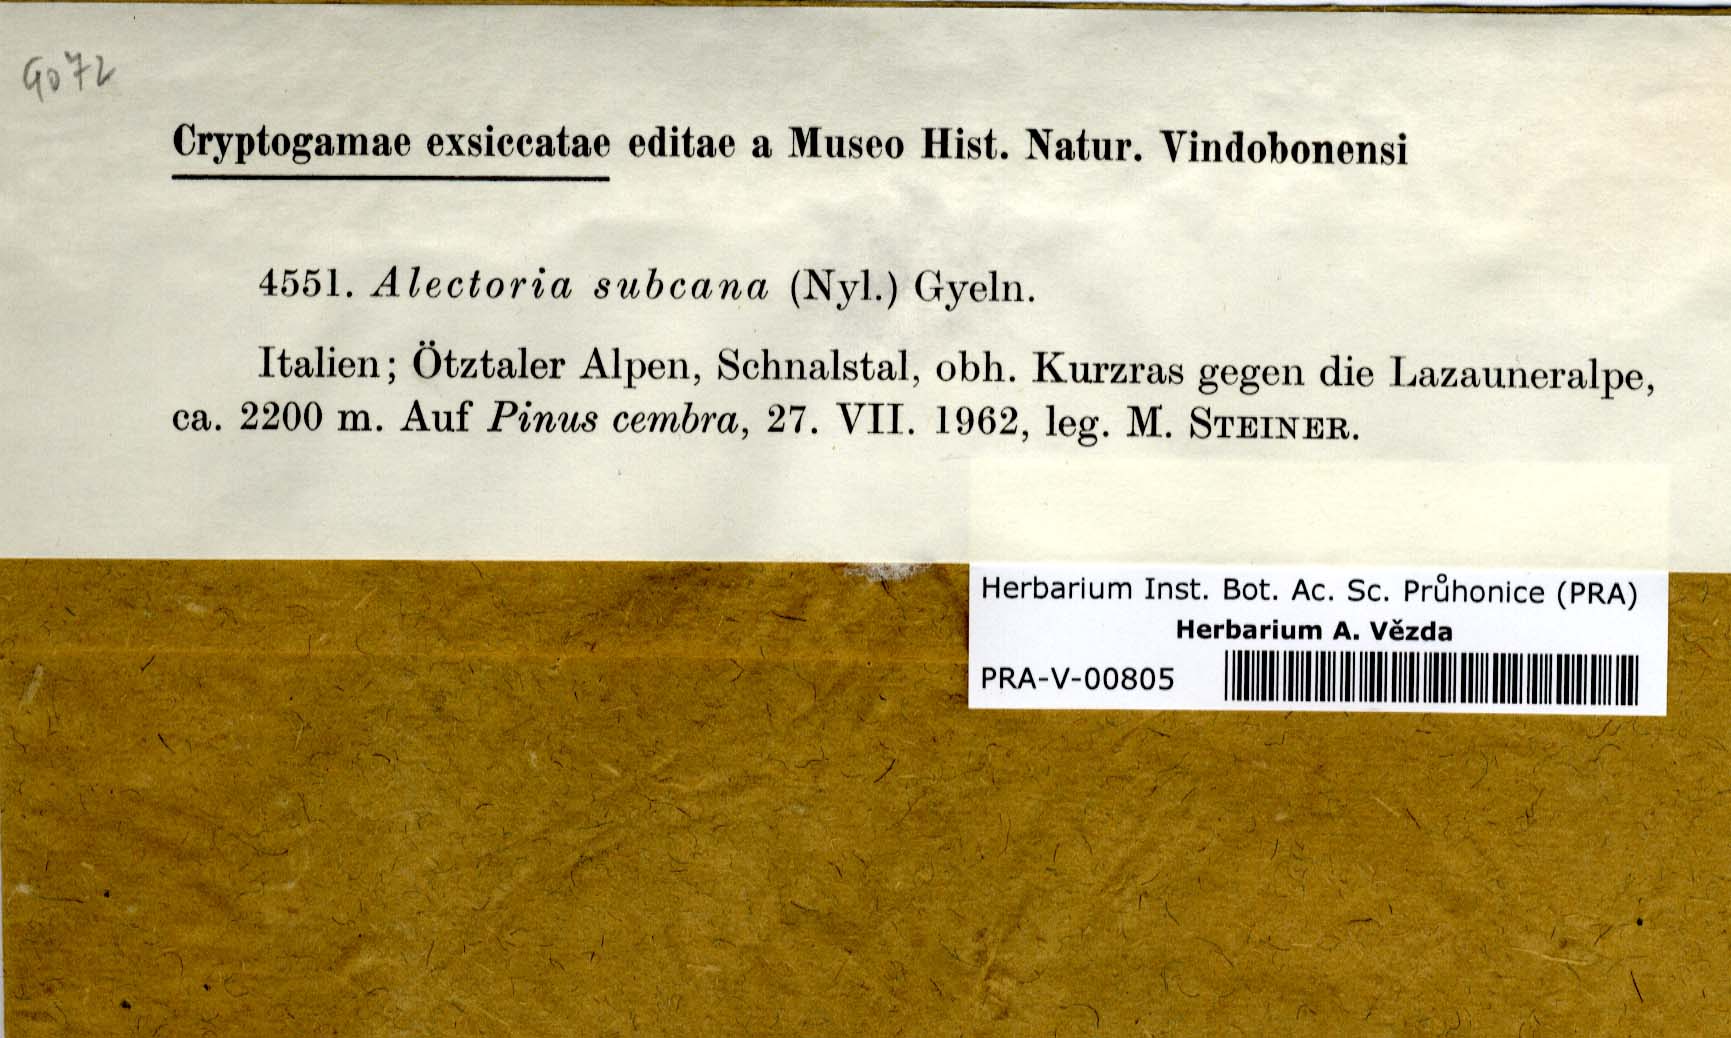 Cryptogamae exsiccatae editae a Museo Hist. Natur. Vindobonensi
4551. Alectoria subcana (Nyl.) Gyeln.
Italien; Ötztaler Alpen, Schnalstal, obh. Kurzras gegen die Lazauneralpe,
ca. 2200 m. Auf Pinus cembra, 27. VII. 1962, leg. M. STEINER.
Herbarium Inst. Bot. Ac. Sc. Průhonice (PRA)
Herbarium A. Vězda
PRA-V-00805